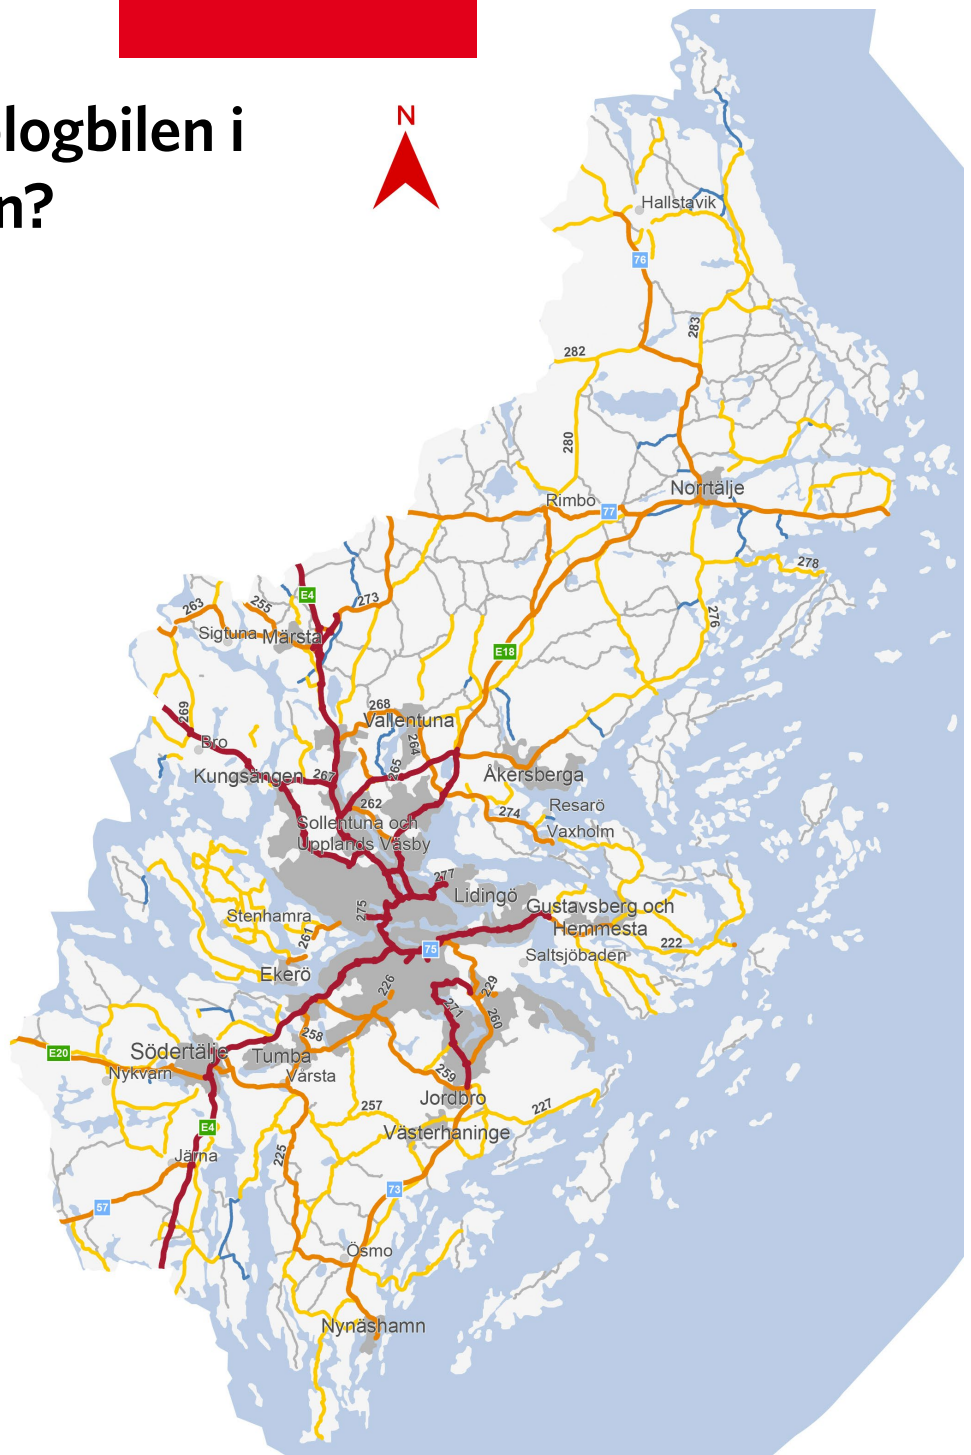 logbilen i
n?
N
Hallstavik
76
283
282
280
Rimbo
77
Norrtälje
278
276
E4
273
263
255
Sigtuna
Märsta
E18
269
268
Vallentuna
264
265
Bro
Kungsängen
267
Åkersberga
262
274
Resarö
Vaxholm
Sollentuna och
Upplands Väsby
277
Lidingö
275
Stenhamra
261
Gustavsberg och
Hemmesta
222
75
Saltsjöbaden
Ekerö
226
229
271
260
258
E20
Södertälje
Nykvarn
Tumba
Varsta
259
Jordbro
257
227
E4
Västerhaninge
Järna
225
57
73
Ösmo
Nynäshamn